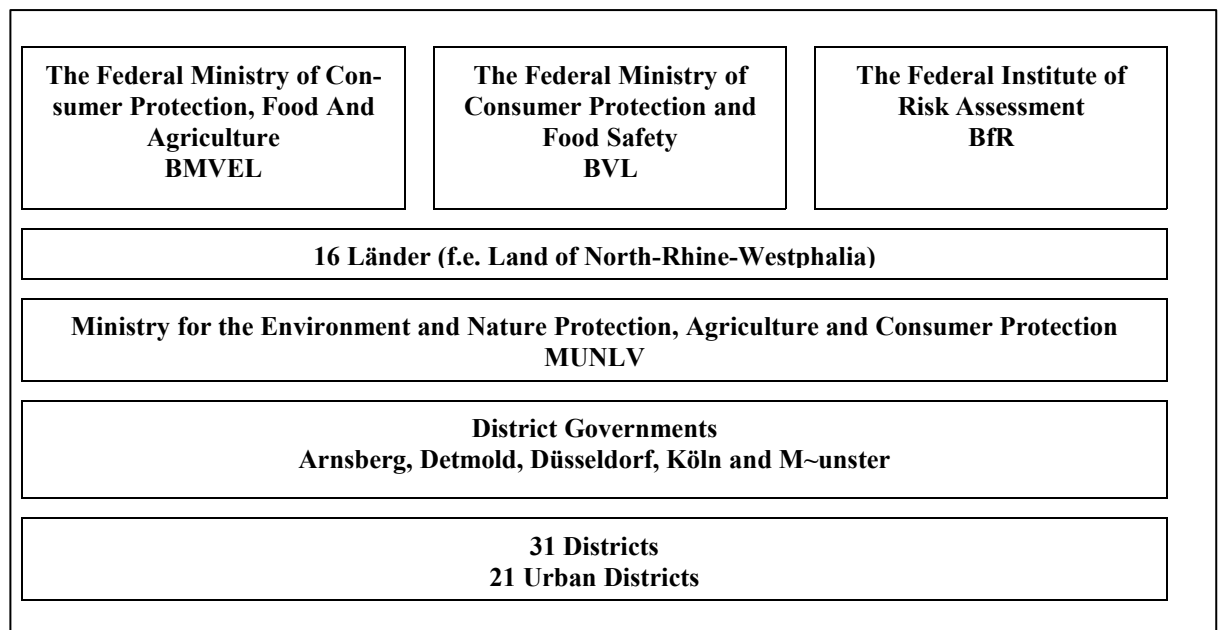 The Federal Ministry of Con-
sumer Protection, Food And
Agriculture
BMVEL
The Federal Ministry of
Consumer Protection and
Food Safety
BVL
The Federal Institute of
Risk Assessment
BfR
16 Länder (f.e. Land of North-Rhine-Westphalia)
Ministry for the Environment and Nature Protection, Agriculture and Consumer Protection
MUNLV
District Governments
Arnsberg, Detmold, Düsseldorf, Köln and M~unster
31 Districts
21 Urban Districts